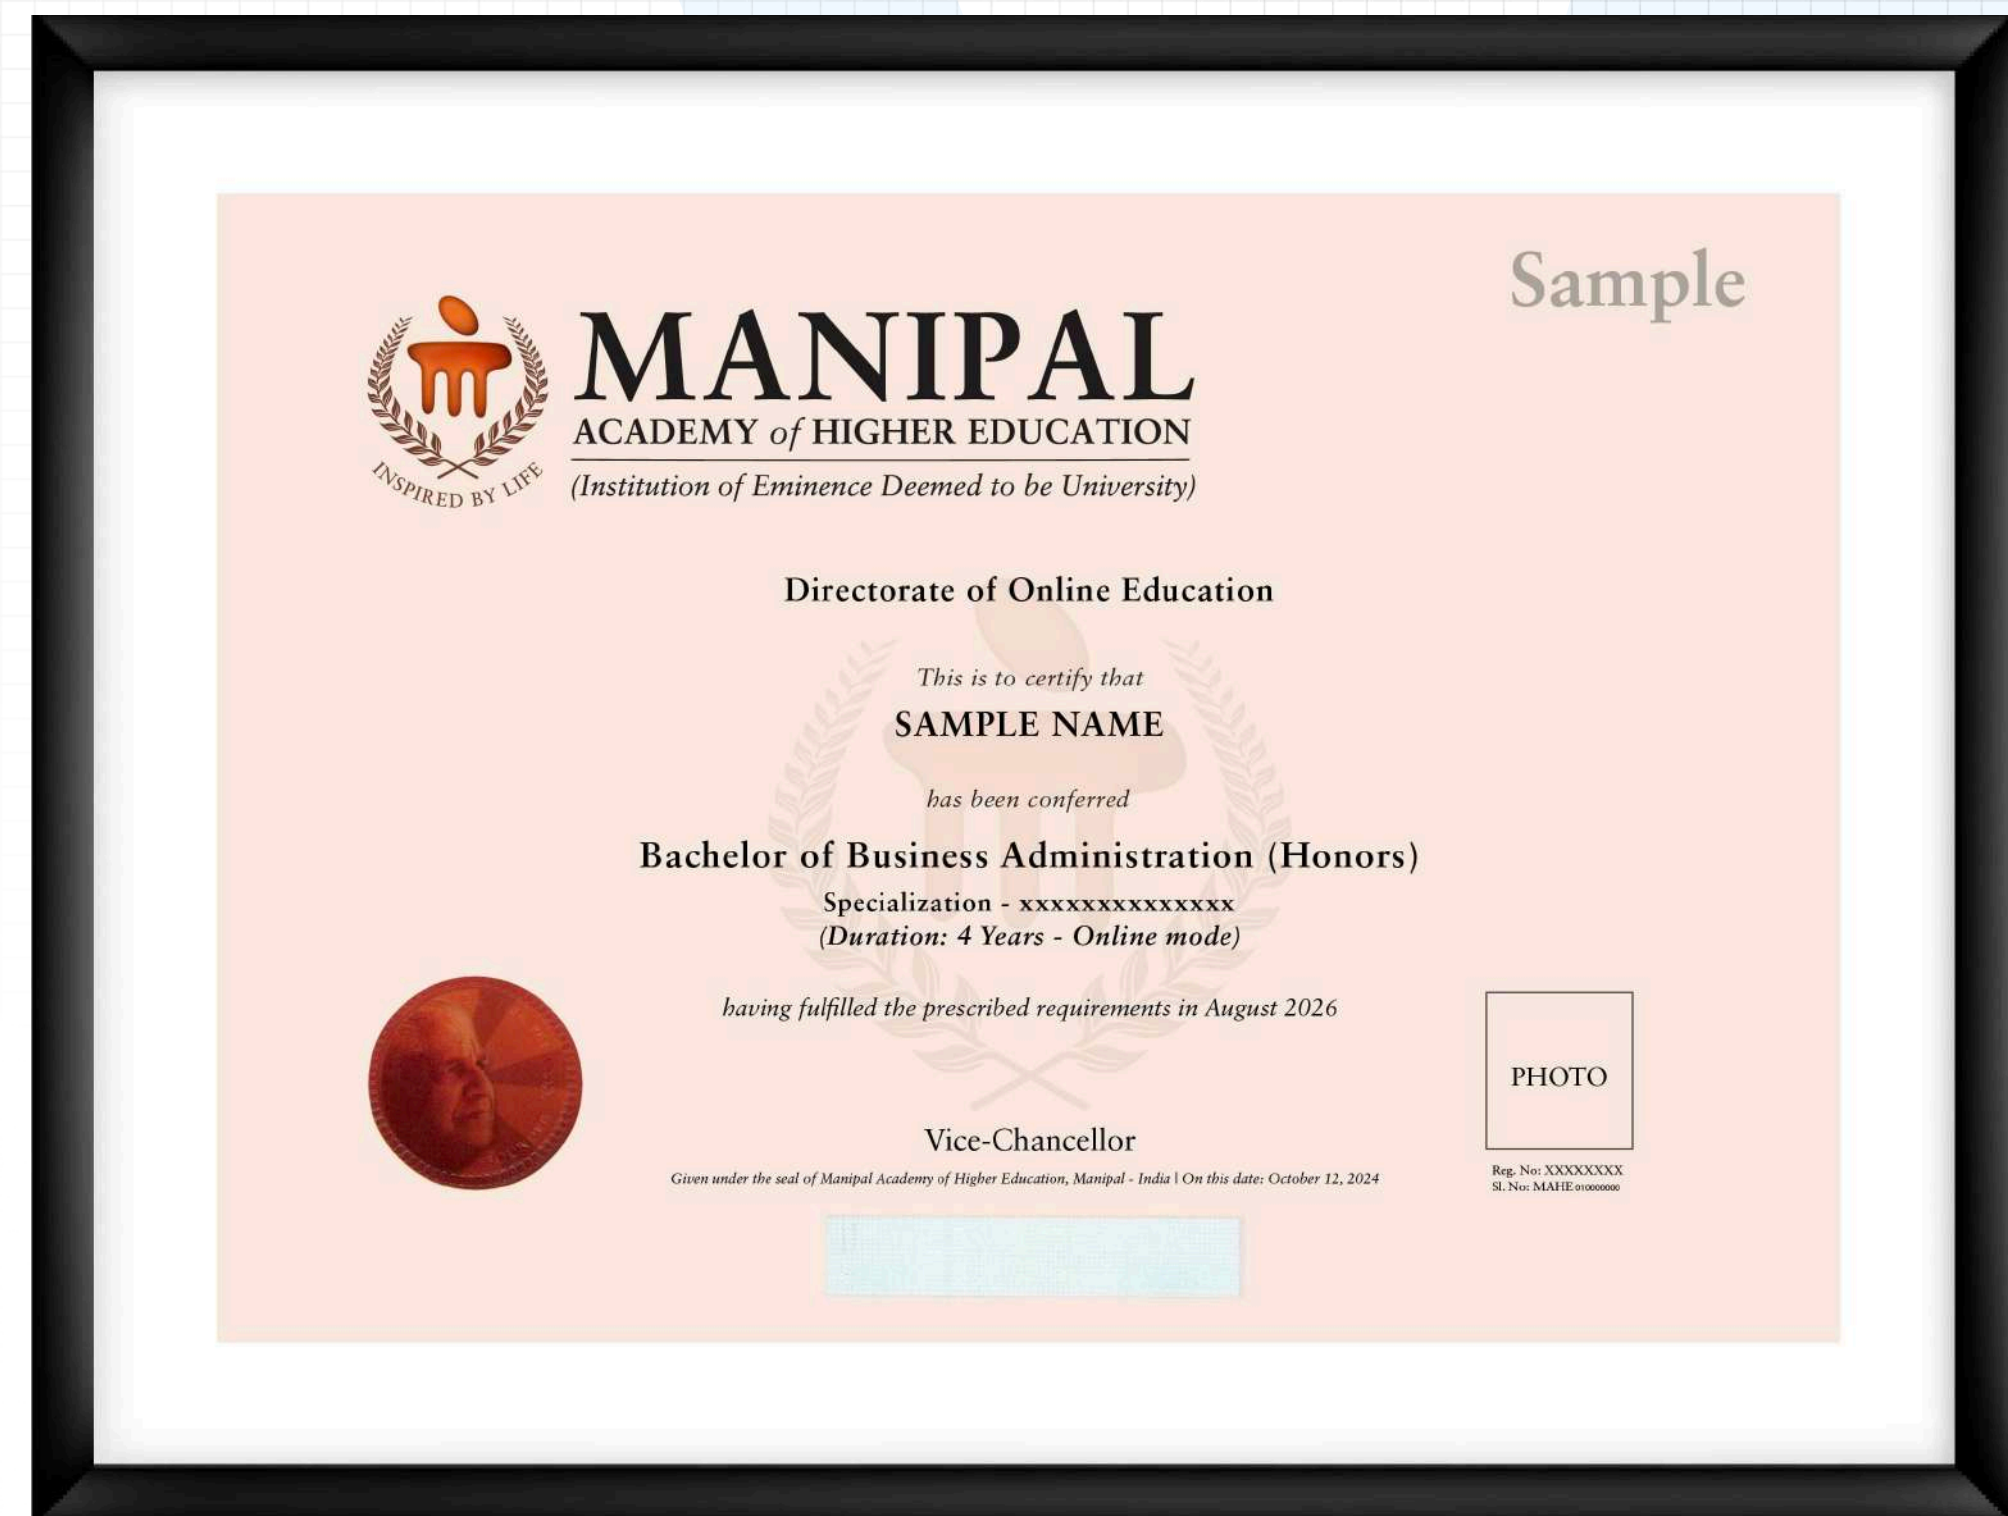 Sample
MANIPAL
ACADEMY of HIGHER EDUCATION
(Institution of Eminence Deemed to be University)
INSPIRED BY LIFE
Directorate of Online Education
This is to certify that
SAMPLE NAME
has been conferred
Bachelor of Business Administration (Honors)
Specialization - xxxxxxxxxxxxxx
(Duration: 4 Years - Online mode)
having fulfilled the prescribed requirements in August 2026
PHOTO
Vice-Chancellor
Given under the seal of Manipal Academy of Higher Education, Manipal - India | On this date: October 12, 2024
Reg. No: XXXXXXXX
Sl. No: MAHE 010000000